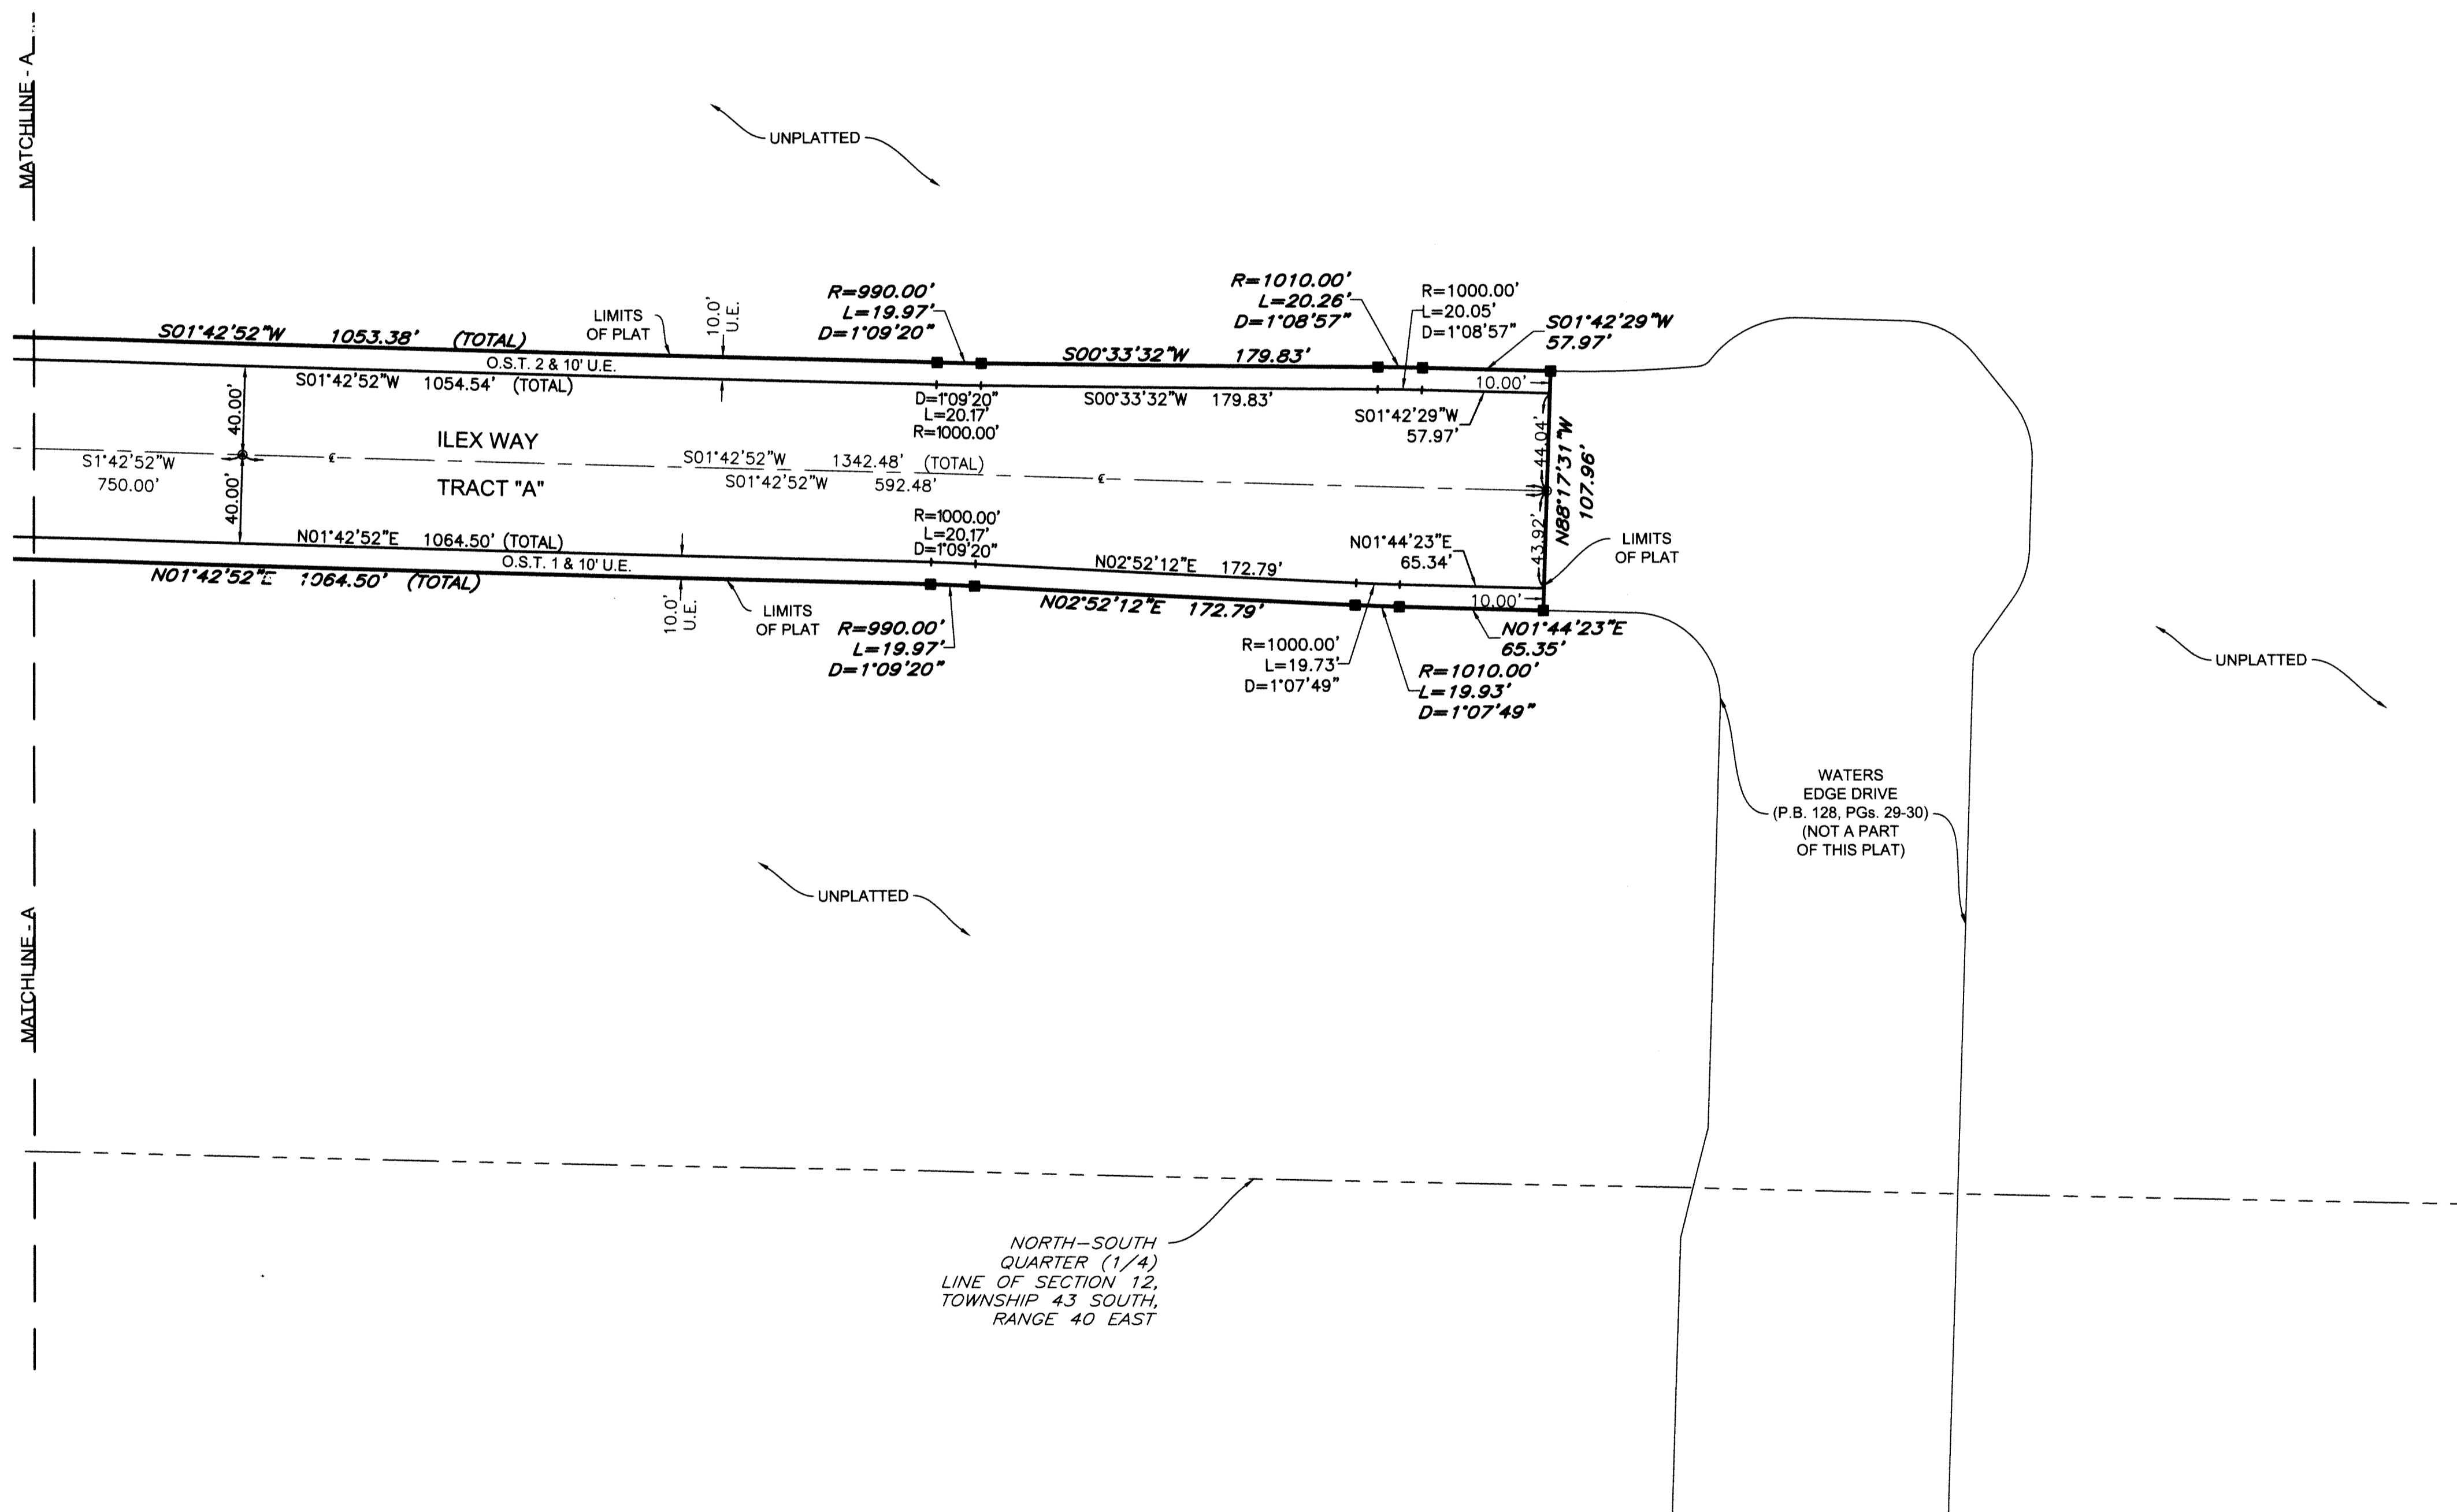 MATCHLINE - A
UNPLATTED
R=990.00'
L=19.97'
D=1°09'20"
R=1010.00'
L=20.26'
D=1°08'57"
R=1000.00'
L=20.05'
D=1°08'57"
S01°42'29"W
57.97'
LIMITS
OF PLAT
10.0'
U.E.
S01°42'52"W 1053.38' (TOTAL)
S00°33'32"W 179.83'
O.S.T. 2 & 10' U.E.
S01°42'52"W 1054.54' (TOTAL)
D=1°09'20"
L=20.17'
R=1000.00'
S00°33'32"W 179.83'
10.00'
S01°42'29"W
57.97'
40.00'
ILEX WAY
44.04'
N88°17'31"W
107.96'
S1°42'52"W
750.00'
℄
S01°42'52"W 1342.48' (TOTAL)
S01°42'52"W 592.48'
℄
40.00'
TRACT "A"
43.92'
R=1000.00'
L=20.17'
D=1°09'20"
N01°42'52"E 1064.50' (TOTAL)
O.S.T. 1 & 10' U.E.
N01°42'52"E 1064.50' (TOTAL)
N02°52'12"E 172.79'
N01°44'23"E
65.34'
LIMITS
OF PLAT
10.00'
N02°52'12"E 172.79'
10.0'
U.E.
LIMITS
OF PLAT
R=990.00'
L=19.97'
D=1°09'20"
R=1000.00'
L=19.73'
D=1°07'49"
N01°44'23"E
65.35'
R=1010.00'
L=19.93'
D=1°07'49"
UNPLATTED
WATERS
EDGE DRIVE
(P.B. 128, PGs. 29-30)
(NOT A PART
OF THIS PLAT)
UNPLATTED
MATCHLINE - A
NORTH-SOUTH
QUARTER (1/4)
LINE OF SECTION 12,
TOWNSHIP 43 SOUTH,
RANGE 40 EAST